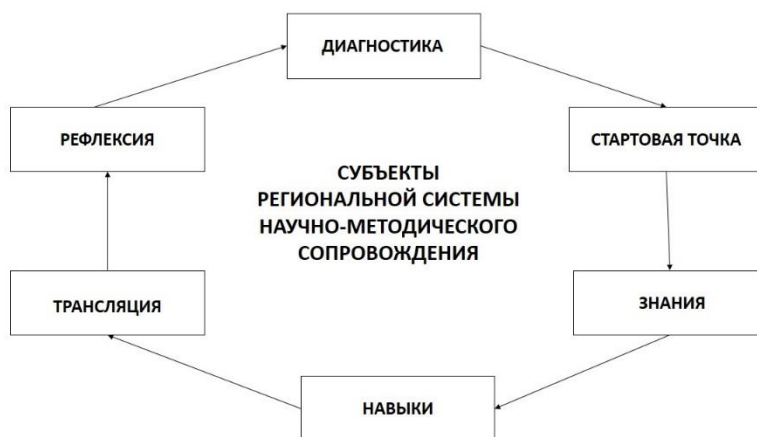 ДИАГНОСТИКА
РЕФЛЕКСИЯ
СТАРТОВАЯ ТОЧКА
СУБЪЕКТЫ
РЕГИОНАЛЬНОЙ СИСТЕМЫ
НАУЧНО-МЕТОДИЧЕСКОГО
СОПРОВОЖДЕНИЯ
ТРАНСЛЯЦИЯ
ЗНАНИЯ
НАВЫКИ